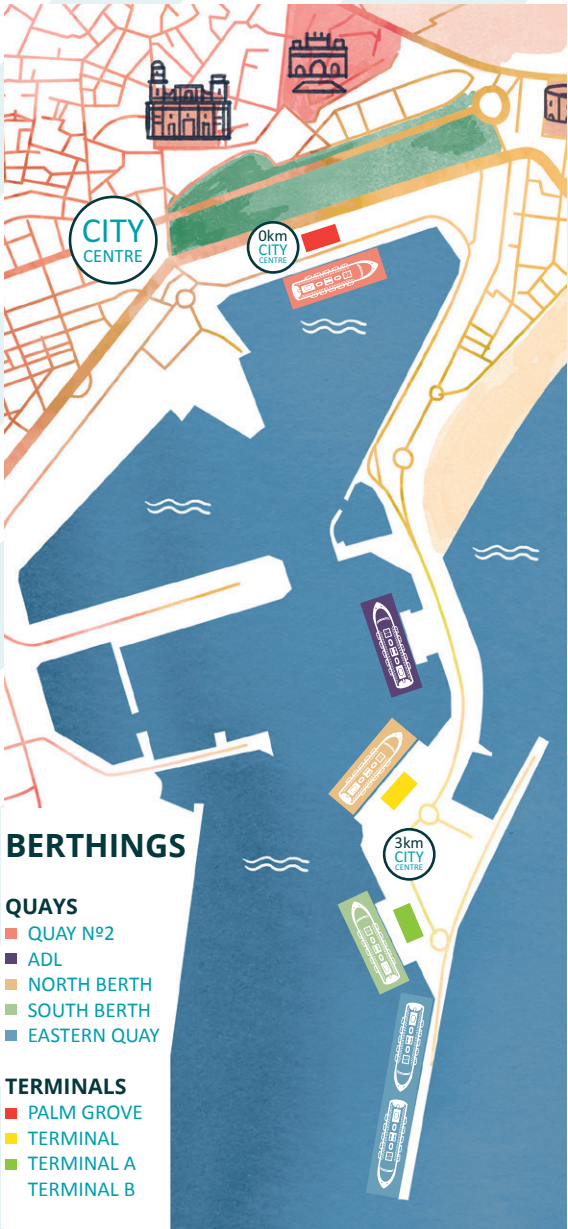 CITY
CENTRE
0km
CITY
CENTRE
3km
CITY
CENTRE
BERTHINGS
QUAYS
QUAY Nº2
ADL
NORTH BERTH
SOUTH BERTH
EASTERN QUAY
TERMINALS
PALM GROVE
TERMINAL
TERMINAL A
TERMINAL B